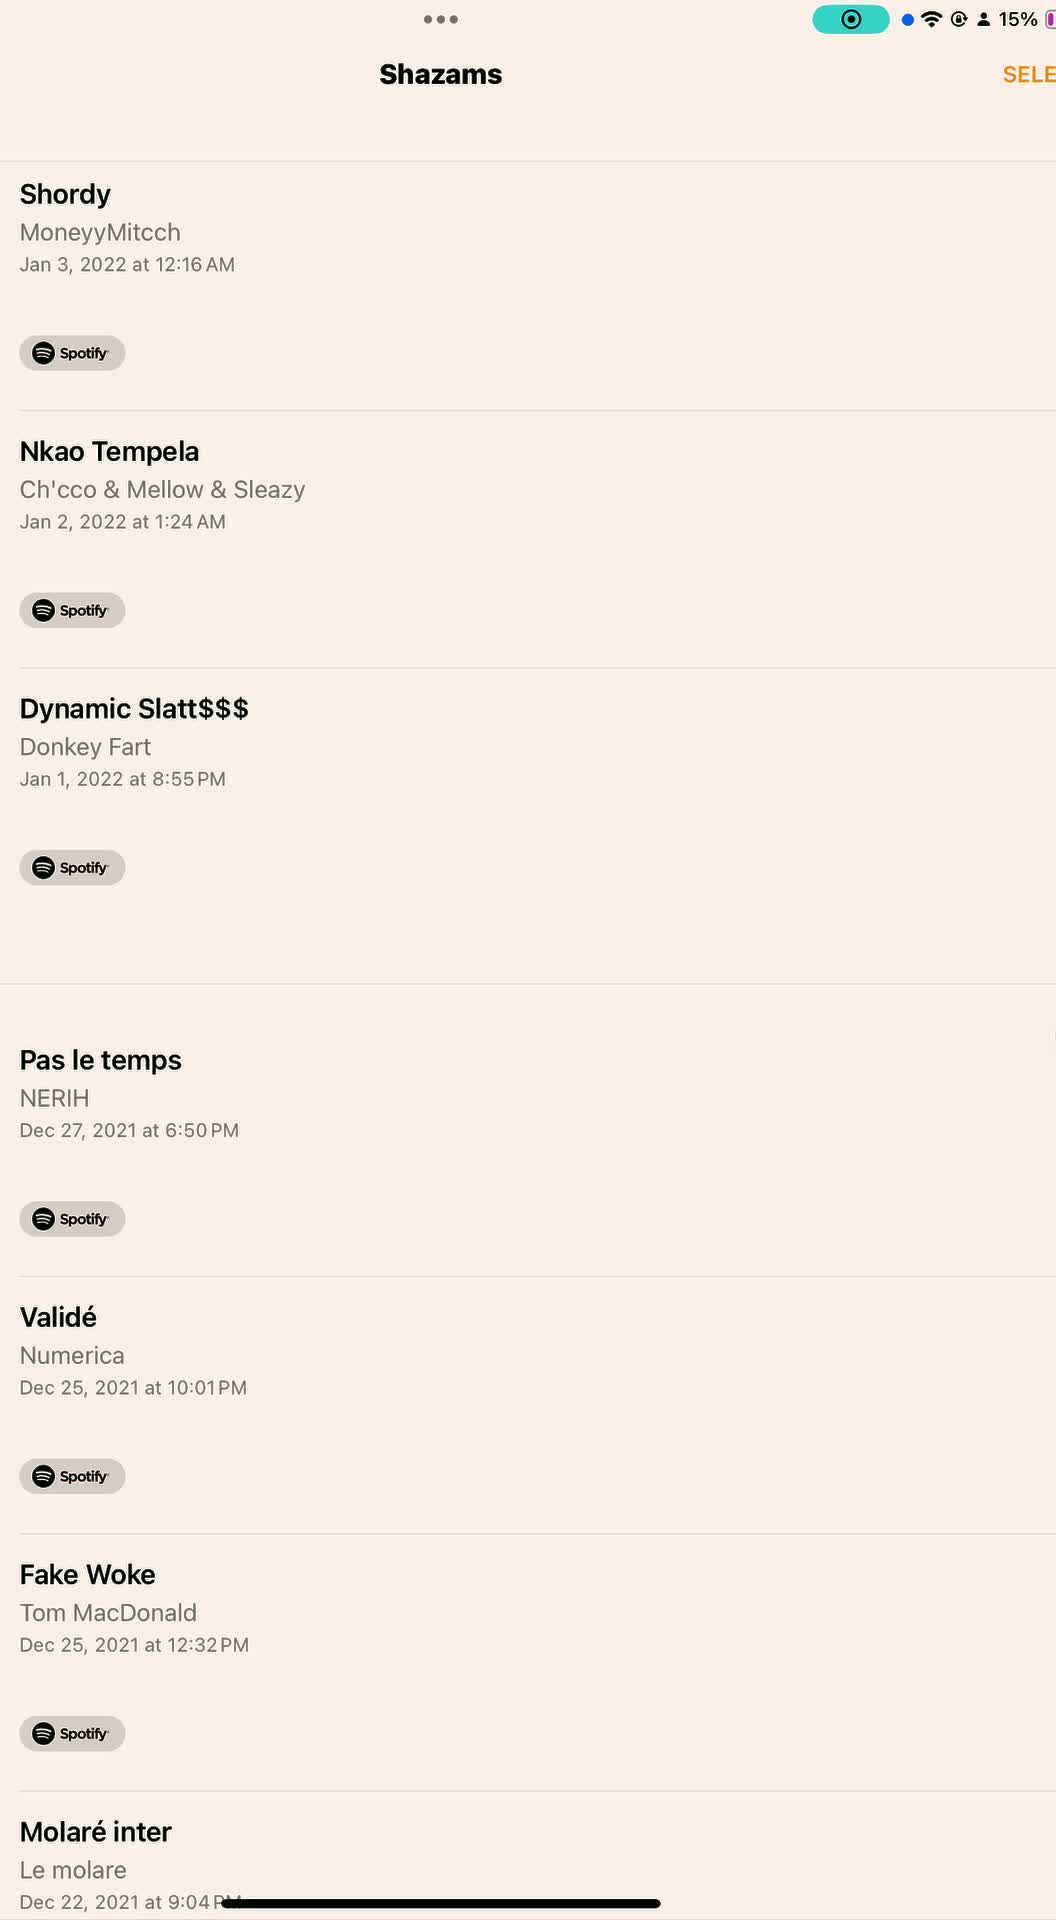 15%
Shazams
SELE
Shordy
MoneyyMitcch
Jan 3, 2022 at 12:16 AM
Spotify
Nkao Tempela
Ch'cco & Mellow & Sleazy
Jan 2, 2022 at 1:24 AM
Spotify
Dynamic Slatt$$$
Donkey Fart
Jan 1, 2022 at 8:55 PM
Spotify
Pas le temps
NERIH
Dec 27, 2021 at 6:50 PM
Spotify
Validé
Numerica
Dec 25, 2021 at 10:01 PM
Spotify
Fake Woke
Tom MacDonald
Dec 25, 2021 at 12:32 PM
Spotify
Molaré inter
Le molare
Dec 22, 2021 at 9:04 PM